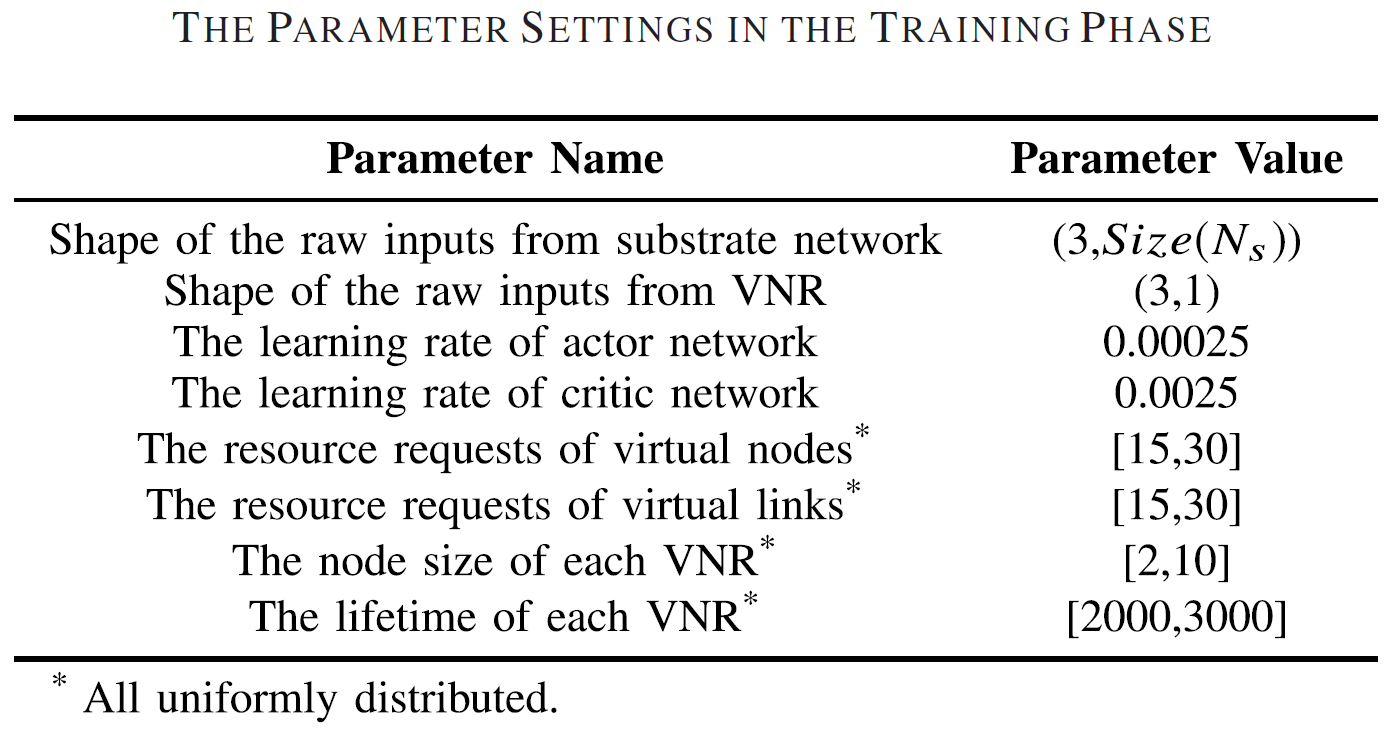 THE PARAMETER SETTINGS IN THE TRAINING PHASE
Parameter Name Parameter Value
Shape of the raw inputs from substrate network (3,Size(Nₛ))
Shape of the raw inputs from VNR (3,1)
The learning rate of actor network 0.00025
The learning rate of critic network 0.0025
The resource requests of virtual nodes* [15,30]
The resource requests of virtual links* [15,30]
The node size of each VNR* [2,10]
The lifetime of each VNR* [2000,3000]
* All uniformly distributed.